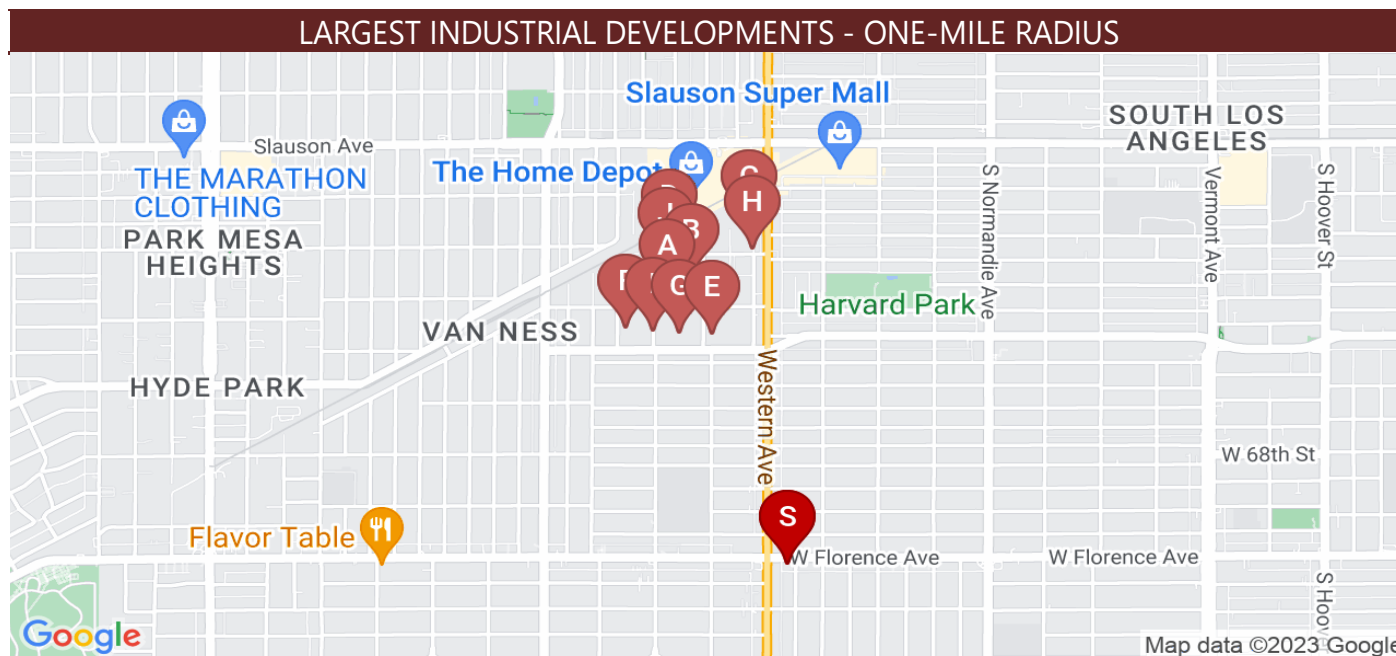 LARGEST INDUSTRIAL DEVELOPMENTS - ONE-MILE RADIUS
Slauson Super Mall
SOUTH LOS
ANGELES
Slauson Ave
The Home Depot
THE MARATHON
CLOTHING
PARK MESA
HEIGHTS
S Normandie Ave
Vermont Ave
S Hoover St
H
B
A
G
E
Harvard Park
VAN NESS
HYDE PARK
Western Ave
W 68th St
S
Flavor Table
W Florence Ave
W Florence Ave
S Hoover
Google
Map data ©2023 Google